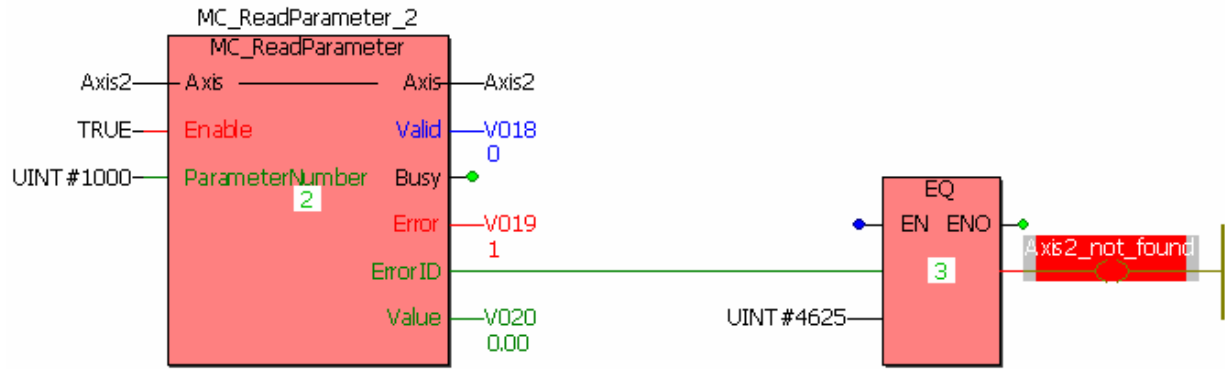 MC_ReadParameter_2
MC_ReadParameter
Axis2 Axis Axis Axis2
TRUE Enable Valid V018
0
UINT#1000 ParameterNumber Busy
2
EQ
Error V019
1
EN ENO
Axis2_not_found
ErrorID
3
Value V020
0.00
UINT#4625